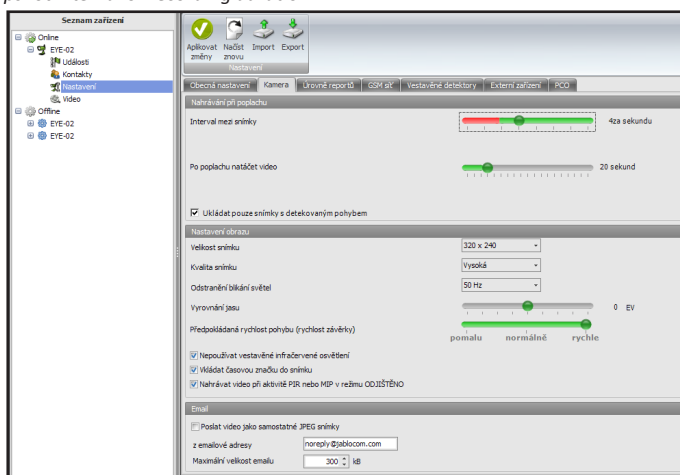 Seznam zařízení
Online
EYE-02
Události
Kontakty
Nastavení
Video
Offline
EYE-02
EYE-02
Aplikovat změny
Načíst znovu
Import
Export
Nastavení
Obecná nastavení
Kamera
Úrovně reportů
GSM síť
Vestavěné detektory
Externí zařízení
PCO
Nahrávání při poplachu
Interval mezi snímky
4za sekundu
Po poplachu natáčet video
20 sekund
Ukládat pouze snímky s detekovaným pohybem
Nastavení obrazu
Velikost snímku
320 x 240
Kvalita snímku
Vysoká
Odstranění blikání světel
50 Hz
Vyrovnání jasu
0 EV
Předpokládaná rychlost pohybu (rychlost závěrky)
pomalu normálně rychle
Nepoužívat vestavěné infračervené osvětlení
Vkládat časovou značku do snímku
Nahrávat video při aktivitě PIR nebo MIP v režimu ODJIŠTĚNO
Email
Poslat video jako samostatné JPEG snímky
z emailové adresy
noreply@jablocom.com
Maximální velikost emailu
300 kB